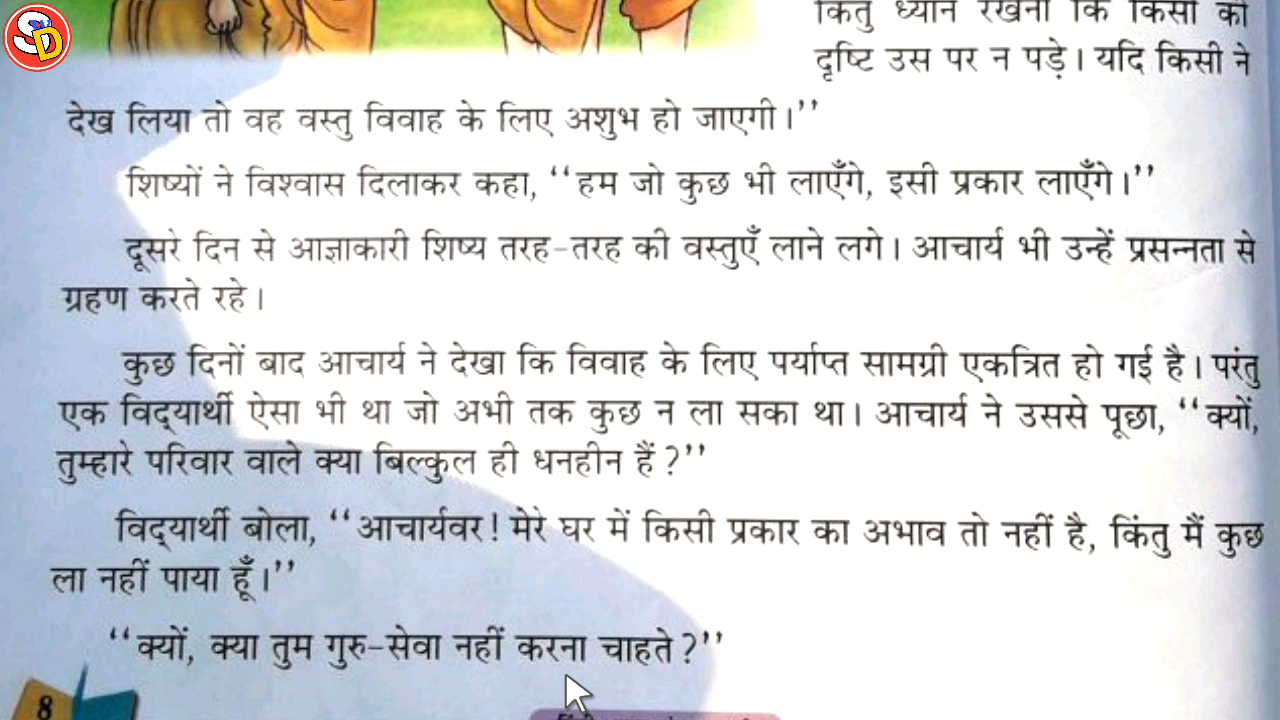 SD
किंतु ध्यान रखना कि किसी की
दृष्टि उस पर न पड़े। यदि किसी ने
देख लिया तो वह वस्तु विवाह के लिए अशुभ हो जाएगी।’’
शिष्यों ने विश्वास दिलाकर कहा, ‘‘हम जो कुछ भी लाएँगे, इसी प्रकार लाएँगे।’’
दूसरे दिन से आज्ञाकारी शिष्य तरह-तरह की वस्तुएँ लाने लगे। आचार्य भी उन्हें प्रसन्नता से
ग्रहण करते रहे।
कुछ दिनों बाद आचार्य ने देखा कि विवाह के लिए पर्याप्त सामग्री एकत्रित हो गई है। परंतु
एक विद्यार्थी ऐसा भी था जो अभी तक कुछ न ला सका था। आचार्य ने उससे पूछा, ‘‘क्यों,
तुम्हारे परिवार वाले क्या बिल्कुल ही धनहीन हैं?’’
विद्यार्थी बोला, ‘‘आचार्यवर! मेरे घर में किसी प्रकार का अभाव तो नहीं है, किंतु मैं कुछ
ला नहीं पाया हूँ।’’
‘‘क्यों, क्या तुम गुरु-सेवा नहीं करना चाहते?’’
8